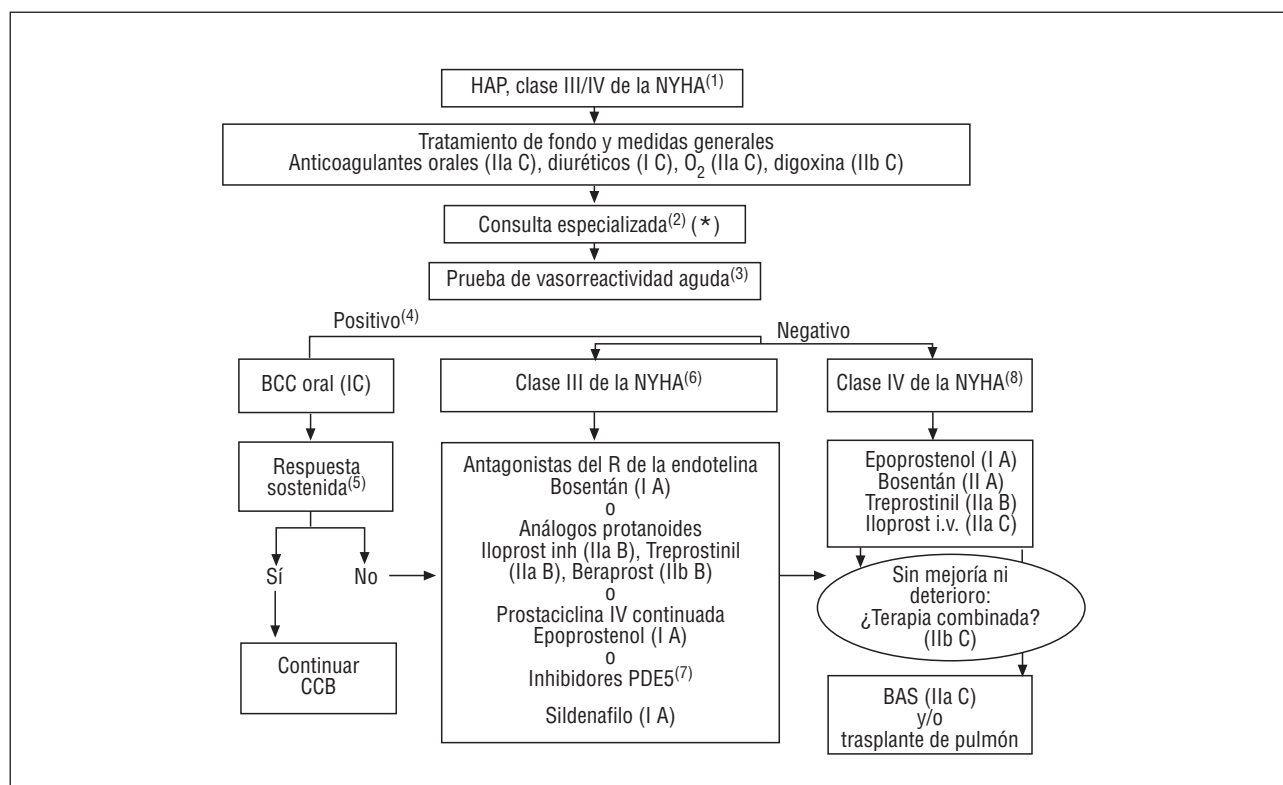 HAP, clase III/IV de la NYHA(1)
Tratamiento de fondo y medidas generales
Anticoagulantes orales (IIa C), diuréticos (I C), O2 (IIa C), digoxina (IIb C)
Consulta especializada(2) (*)
Prueba de vasorreactividad aguda(3)
Positivo(4)
Negativo
BCC oral (IC)
Clase III de la NYHA(6)
Clase IV de la NYHA(8)
Respuesta
sostenida(5)
Sí
No
Continuar
CCB
Antagonistas del R de la endotelina
Bosentán (I A)
o
Análogos protanoides
Iloprost inh (IIa B), Treprostinil
(IIa B), Beraprost (IIb B)
o
Prostaciclina IV continuada
Epoprostenol (I A)
o
Inhibidores PDE5(7)
Sildenafilo (I A)
Epoprostenol (I A)
Bosentán (II A)
Treprostinil (IIa B)
Iloprost i.v. (IIa C)
Sin mejoría ni
deterioro:
¿Terapia combinada?
(IIb C)
BAS (IIa C)
y/o
trasplante de pulmón